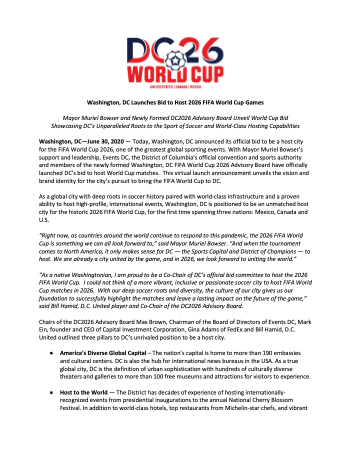 DC26
WORLD CUP
UNITED STATES | CANADA | MEXICO
Washington, DC Launches Bid to Host 2026 FIFA World Cup Games
Mayor Muriel Bowser and Newly Formed DC2026 Advisory Board Unveil World Cup Bid
Showcasing DC's Unparalleled Roots to the Sport of Soccer and World-Class Hosting Capabilities
Washington, DC—June 30, 2020 — Today, Washington, DC announced its official bid to be a host city
for the FIFA World Cup 2026, one of the greatest global sporting events. With Mayor Muriel Bowser's
support and leadership, Events DC, the District of Columbia's official convention and sports authority
and members of the newly formed Washington, DC FIFA World Cup 2026 Advisory Board have officially
launched DC's bid to host World Cup matches. This virtual launch announcement unveils the vision and
brand identity for the city's pursuit to bring the FIFA World Cup to DC.
As a global city with deep roots in soccer history paired with world-class infrastructure and a proven
ability to host high-profile, international events, Washington, DC is positioned to be an unmatched host
city for the historic 2026 FIFA World Cup, for the first time spanning three nations: Mexico, Canada and
U.S.
"Right now, as countries around the world continue to respond to this pandemic, the 2026 FIFA World
Cup is something we can all look forward to," said Mayor Muriel Bowser. "And when the tournament
comes to North America, it only makes sense for DC — the Sports Capital and District of Champions — to
host. We are already a city united by the game, and in 2026, we look forward to uniting the world."
"As a native Washingtonian, I am proud to be a Co-Chair of DC's official bid committee to host the 2026
FIFA World Cup. I could not think of a more vibrant, inclusive or passionate soccer city to host FIFA World
Cup matches in 2026. With our deep soccer roots and diversity, the culture of our city gives us our
foundation to successfully highlight the matches and leave a lasting impact on the future of the game,"
said Bill Hamid, D.C. United player and Co-Chair of the DC2026 Advisory Board.
Chairs of the DC2026 Advisory Board Max Brown, Chairman of the Board of Directors of Events DC, Mark
Ein, founder and CEO of Capital Investment Corporation, Gina Adams of FedEx and Bill Hamid, D.C.
United outlined three pillars to DC's unrivaled position to be a host city.
● America's Diverse Global Capital – The nation's capital is home to more than 190 embassies
and cultural centers. DC is also the hub for international news bureaus in the USA. As a true
global city, DC is the definition of urban sophistication with hundreds of culturally diverse
theaters and galleries to more than 100 free museums and attractions for visitors to experience.
● Host to the World — The District has decades of experience of hosting internationally-
recognized events from presidential inaugurations to the annual National Cherry Blossom
Festival. In addition to world-class hotels, top restaurants from Michelin-star chefs, and vibrant